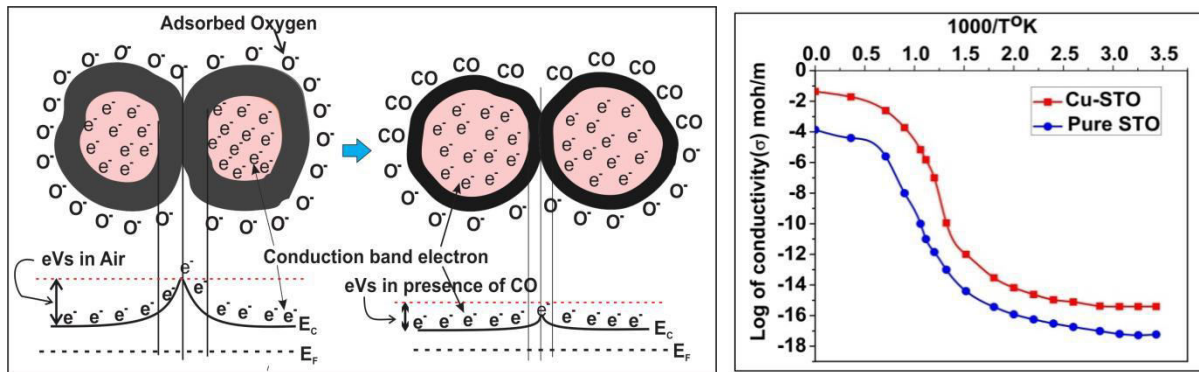 Adsorbed Oxygen
O⁻ O⁻ O⁻ O⁻ O⁻ O⁻ O⁻
CO CO CO CO CO CO
e⁻ e⁻ e⁻ e⁻ e⁻
O⁻ O⁻ O⁻ O⁻ O⁻ O⁻
eVs in Air
Conduction band electron
eVs in presence of CO
e⁻
e⁻ e⁻ e⁻ e⁻ e⁻ e⁻ e⁻ e⁻ E_C
E_F
e⁻
e⁻ e⁻ e⁻ e⁻ e⁻ e⁻ e⁻ e⁻ E_C
E_F
1000/T°K
0.0 0.5 1.0 1.5 2.0 2.5 3.0 3.5
Log of conductivity(σ) moh/m
0
-2
-4
-6
-8
-10
-12
-14
-16
-18
Cu-STO
Pure STO